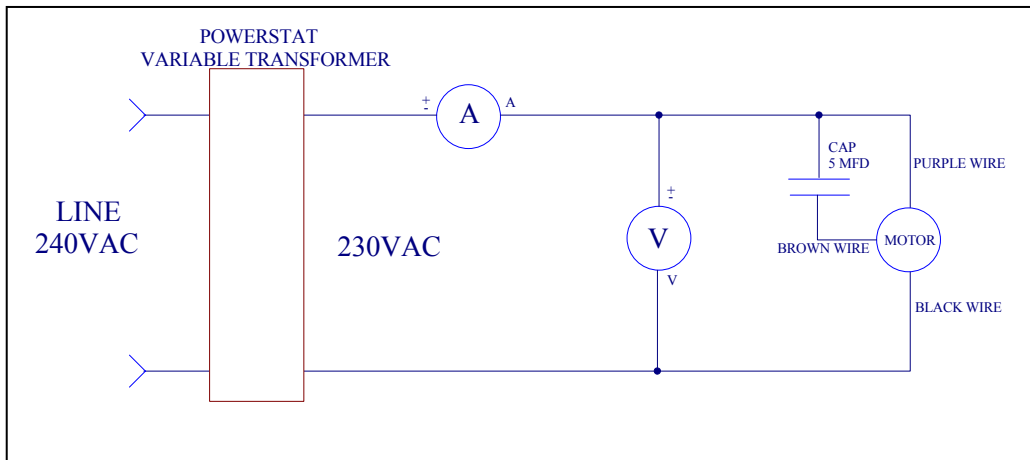 POWERSTAT
VARIABLE TRANSFORMER
+
-
A
A
CAP
5 MFD
PURPLE WIRE
LINE
240VAC
230VAC
+
-
V
V
BROWN WIRE
MOTOR
BLACK WIRE